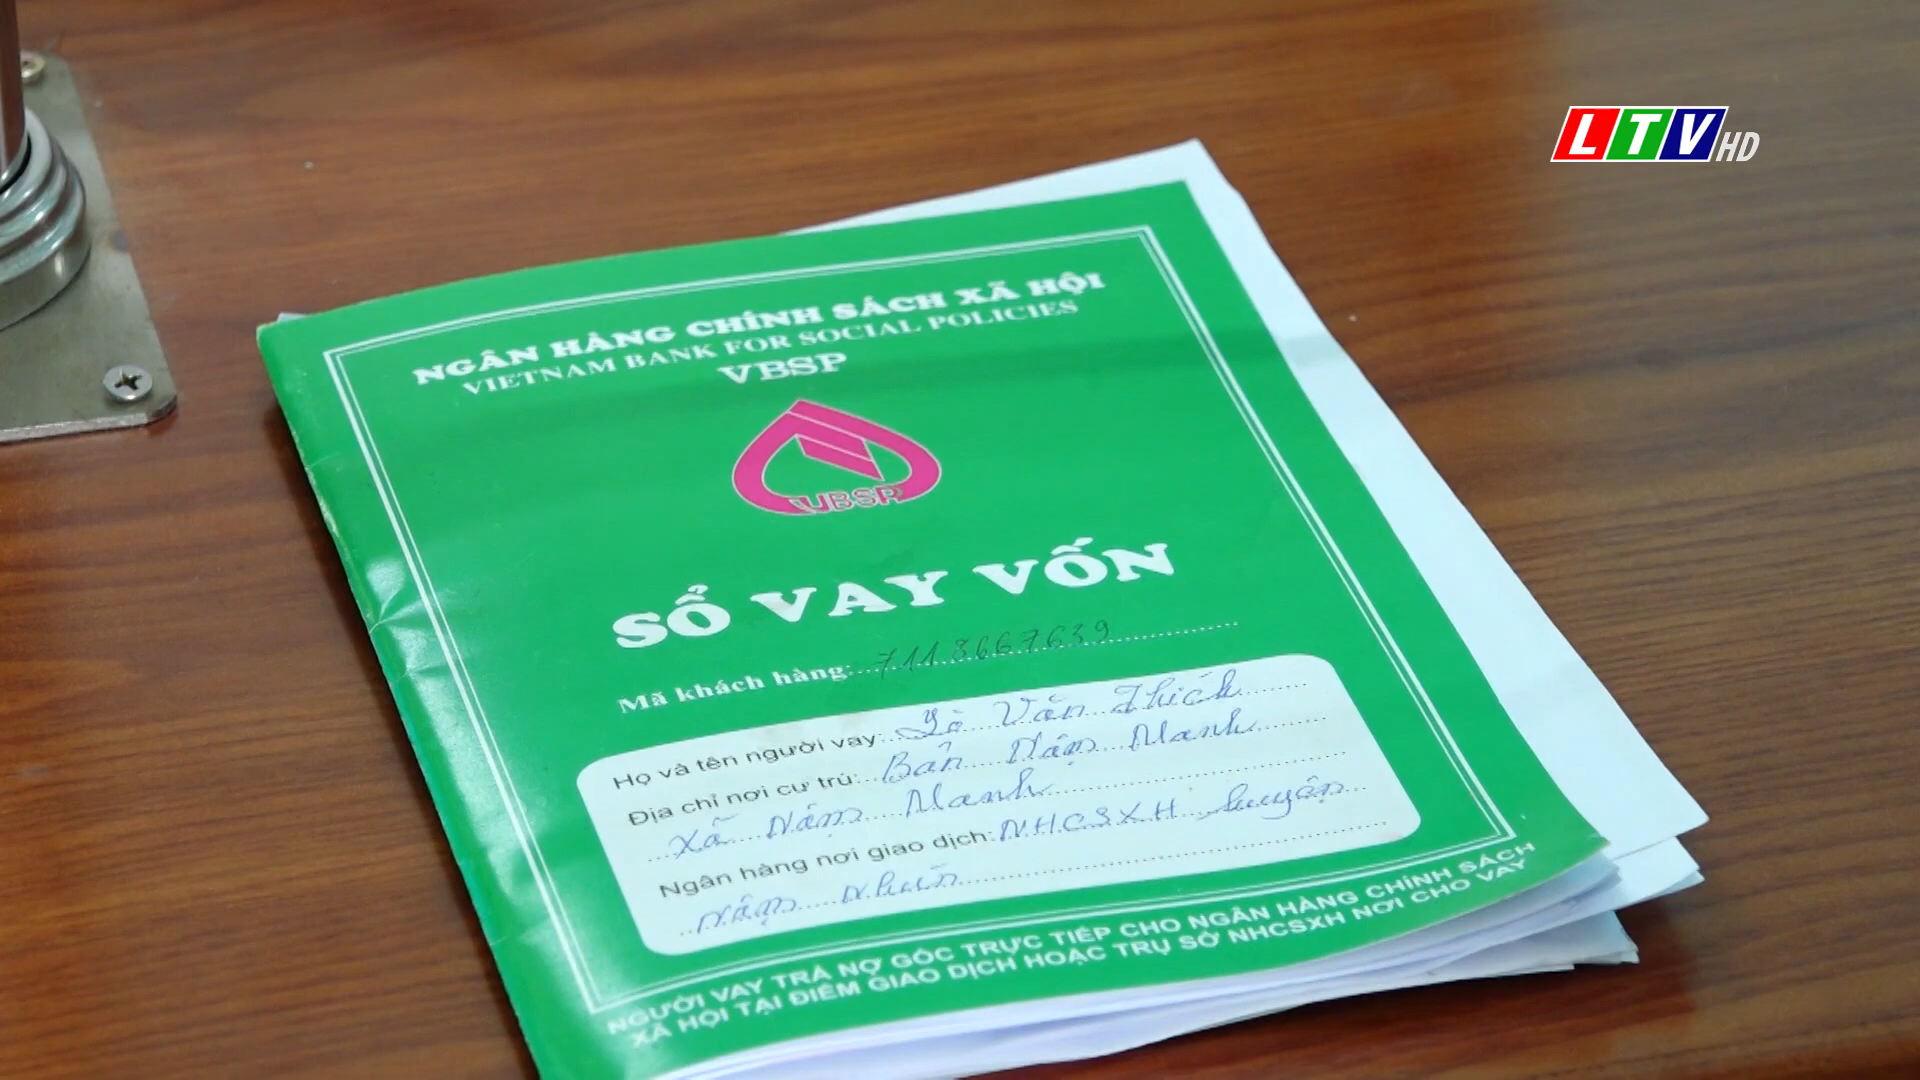 LTV HD
NGÂN HÀNG CHÍNH SÁCH XÃ HỘI
VIETNAM BANK FOR SOCIAL POLICIES
VBSP
VBSP
SỔ VAY VỐN
Mã khách hàng: 7113667639
Họ và tên người vay: Lò Văn Thích
Địa chỉ nơi cư trú: Bản Nậm Manh
xã Nậm Manh
Ngân hàng nơi giao dịch: NHCSXH huyện
Nậm Nhùn
NGƯỜI VAY TRẢ NỢ GỐC TRỰC TIẾP CHO NGÂN HÀNG CHÍNH SÁCH
XÃ HỘI TẠI ĐIỂM GIAO DỊCH HOẶC TRỤ SỞ NHCSXH NƠI CHO VAY